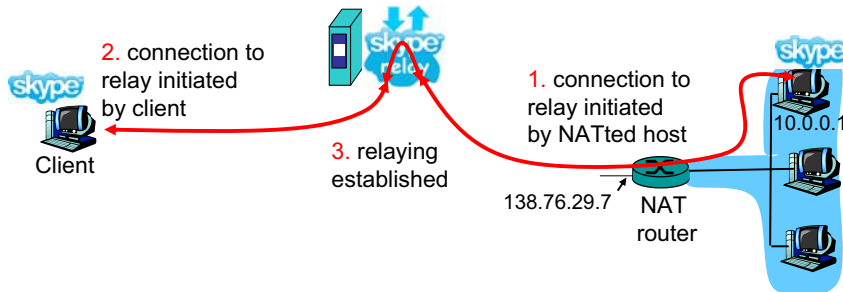 skype
2. connection to
relay initiated
by client
Client
skype
relay
3. relaying
established
1. connection to
relay initiated
by NATted host
138.76.29.7
NAT
router
skype
10.0.0.1